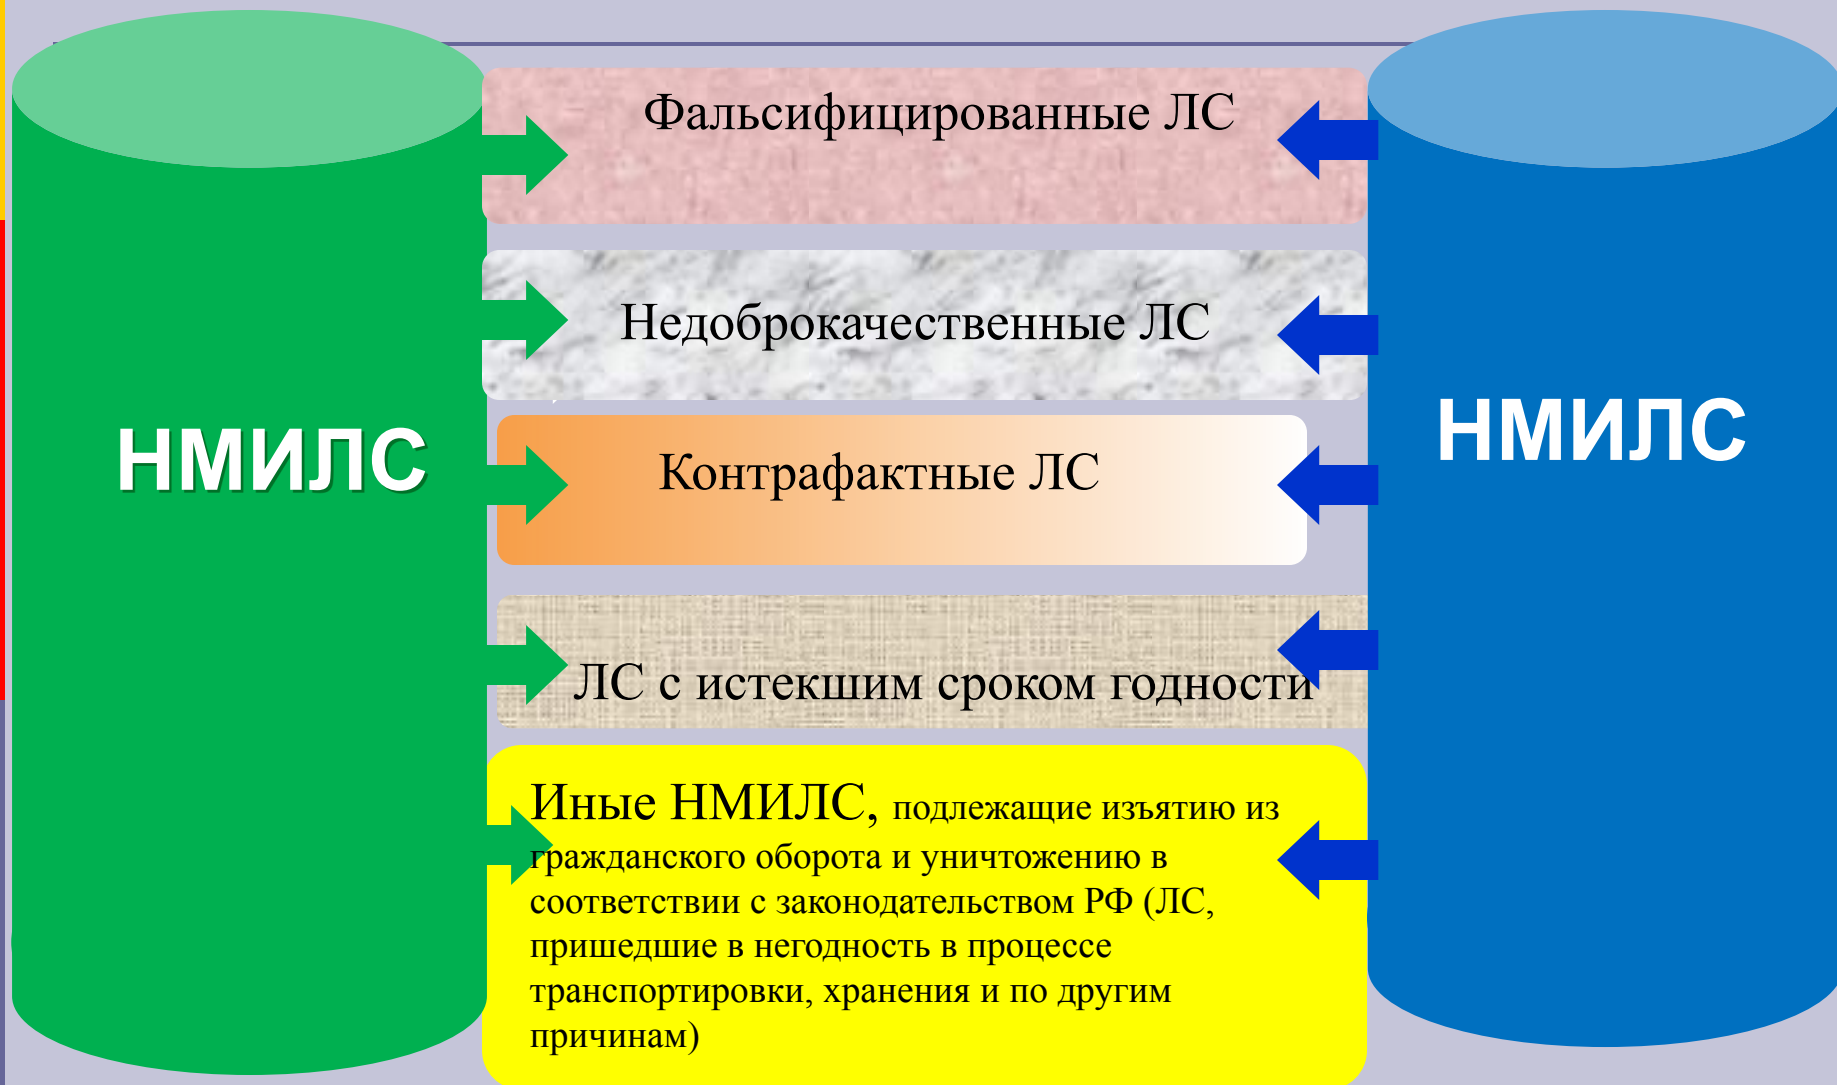 Фальсифицированные ЛС
Недоброкачественные ЛС
НМИЛС
НМИЛС
Контрафактные ЛС
ЛС с истекшим сроком годности
Иные НМИЛС, подлежащие изъятию из
гражданского оборота и уничтожению в
соответствии с законодательством РФ (ЛС,
пришедшие в негодность в процессе
транспортировки, хранения и по другим
причинам)